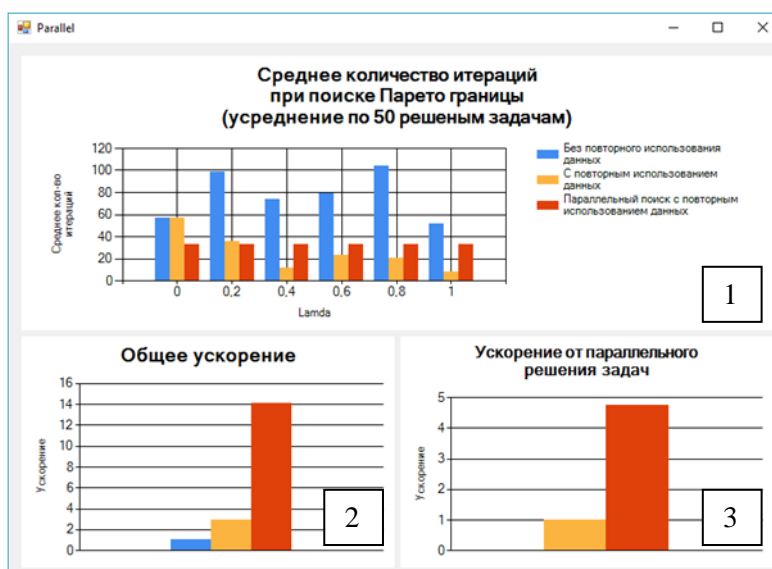 Parallel
Среднее количество итераций
при поиске Парето границы
(усреднение по 50 решеным задачам)
Среднее кол-во
итераций
120
100
80
60
40
20
0
0
0,2
0,4
0,6
0,8
1
Lamda
Без повторного использования
данных
С повторным использованием
данных
Параллельный поиск с повторным
использованием данных
1
Общее ускорение
Ускорение
16
14
12
10
8
6
4
2
0
2
Ускорение от параллельного
решения задач
Ускорение
5
4
3
2
1
0
3